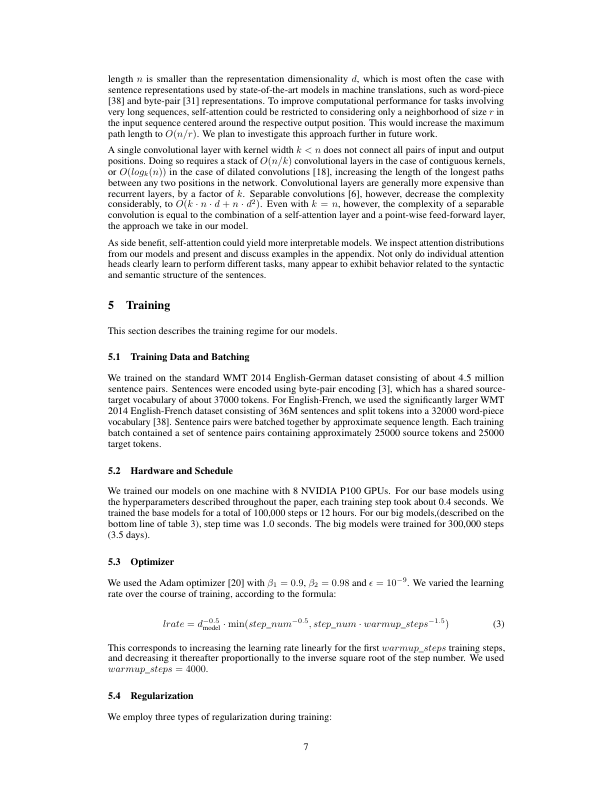 length n is smaller than the representation dimensionality d, which is most often the case with
sentence representations used by state-of-the-art models in machine translations, such as word-piece
[38] and byte-pair [31] representations. To improve computational performance for tasks involving
very long sequences, self-attention could be restricted to considering only a neighborhood of size r in
the input sequence centered around the respective output position. This would increase the maximum
path length to O(n/r). We plan to investigate this approach further in future work.
A single convolutional layer with kernel width k < n does not connect all pairs of input and output
positions. Doing so requires a stack of O(n/k) convolutional layers in the case of contiguous kernels,
or O(log_k(n)) in the case of dilated convolutions [18], increasing the length of the longest paths
between any two positions in the network. Convolutional layers are generally more expensive than
recurrent layers, by a factor of k. Separable convolutions [6], however, decrease the complexity
considerably, to O(k · n · d + n · d²). Even with k = n, however, the complexity of a separable
convolution is equal to the combination of a self-attention layer and a point-wise feed-forward layer,
the approach we take in our model.
As side benefit, self-attention could yield more interpretable models. We inspect attention distributions
from our models and present and discuss examples in the appendix. Not only do individual attention
heads clearly learn to perform different tasks, many appear to exhibit behavior related to the syntactic
and semantic structure of the sentences.
5 Training
This section describes the training regime for our models.
5.1 Training Data and Batching
We trained on the standard WMT 2014 English-German dataset consisting of about 4.5 million
sentence pairs. Sentences were encoded using byte-pair encoding [3], which has a shared source-
target vocabulary of about 37000 tokens. For English-French, we used the significantly larger WMT
2014 English-French dataset consisting of 36M sentences and split tokens into a 32000 word-piece
vocabulary [38]. Sentence pairs were batched together by approximate sequence length. Each training
batch contained a set of sentence pairs containing approximately 25000 source tokens and 25000
target tokens.
5.2 Hardware and Schedule
We trained our models on one machine with 8 NVIDIA P100 GPUs. For our base models using
the hyperparameters described throughout the paper, each training step took about 0.4 seconds. We
trained the base models for a total of 100,000 steps or 12 hours. For our big models,(described on the
bottom line of table 3), step time was 1.0 seconds. The big models were trained for 300,000 steps
(3.5 days).
5.3 Optimizer
We used the Adam optimizer [20] with β₁ = 0.9, β₂ = 0.98 and ϵ = 10⁻⁹. We varied the learning
rate over the course of training, according to the formula:
lrate = d_model^−0.5 · min(step_num^−0.5, step_num · warmup_steps^−1.5) (3)
This corresponds to increasing the learning rate linearly for the first warmup_steps training steps,
and decreasing it thereafter proportionally to the inverse square root of the step number. We used
warmup_steps = 4000.
5.4 Regularization
We employ three types of regularization during training:
7